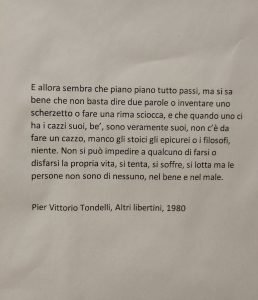 E allora sembra che piano piano tutto passi, ma si sa
bene che non basta dire due parole o inventare uno
scherzetto o fare una rima sciocca, e che quando uno ci
ha i cazzi suoi, be’, sono veramente suoi, non c’è da
fare un cazzo, manco gli stoici gli epicurei o i filosofi,
niente. Non si può impedire a qualcuno di farsi o
disfarsi la propria vita, si tenta, si soffre, si lotta ma le
persone non sono di nessuno, nel bene e nel male.
Pier Vittorio Tondelli, Altri libertini, 1980